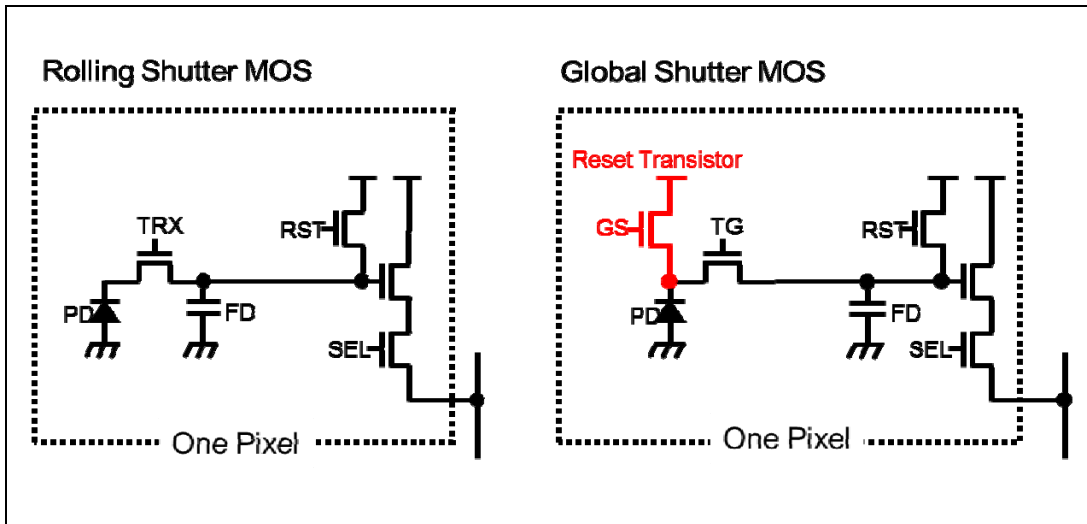 Rolling Shutter MOS
TRX
RST
PD
FD
SEL
One Pixel
Global Shutter MOS
Reset Transistor
GS
TG
RST
PD
FD
SEL
One Pixel